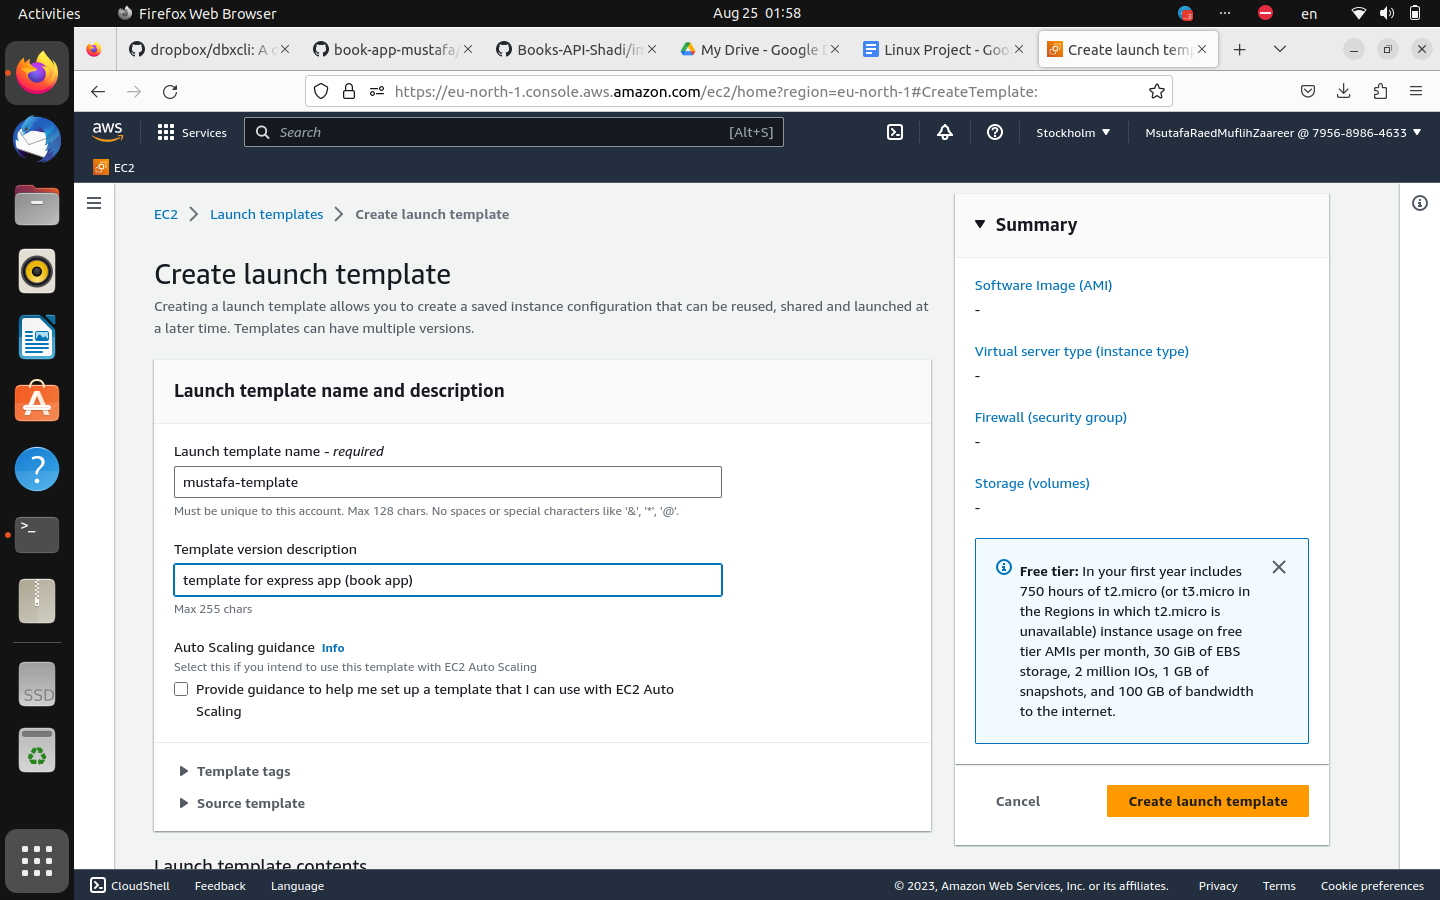 Activities
Firefox Web Browser
Aug 25 01:58
3
en
dropbox/dbxcli: A c
book-app-mustafa/
Books-API-Shadi/in
My Drive - Google D
Linux Project - Goo
Create launch temp
https://eu-north-1.console.aws.amazon.com/ec2/home?region=eu-north-1#CreateTemplate:
aws
Services
Search
[Alt+S]
Stockholm
MsutafaRaedMuflihZaareer @ 7956-8986-4633
EC2
EC2
Launch templates
Create launch template
Create launch template
Creating a launch template allows you to create a saved instance configuration that can be reused, shared and launched at
a later time. Templates can have multiple versions.
Launch template name and description
Launch template name - required
mustafa-template
Must be unique to this account. Max 128 chars. No spaces or special characters like '&', '*', '@'.
Template version description
template for express app (book app)
Max 255 chars
Auto Scaling guidance Info
Select this if you intend to use this template with EC2 Auto Scaling
Provide guidance to help me set up a template that I can use with EC2 Auto
Scaling
Template tags
Source template
Launch template contents
Summary
Software Image (AMI)
-
Virtual server type (instance type)
-
Firewall (security group)
-
Storage (volumes)
-
Free tier: In your first year includes
750 hours of t2.micro (or t3.micro in
the Regions in which t2.micro is
unavailable) instance usage on free
tier AMIs per month, 30 GiB of EBS
storage, 2 million IOs, 1 GB of
snapshots, and 100 GB of bandwidth
to the internet.
Cancel
Create launch template
SSD
CloudShell
Feedback
Language
© 2023, Amazon Web Services, Inc. or its affiliates.
Privacy
Terms
Cookie preferences